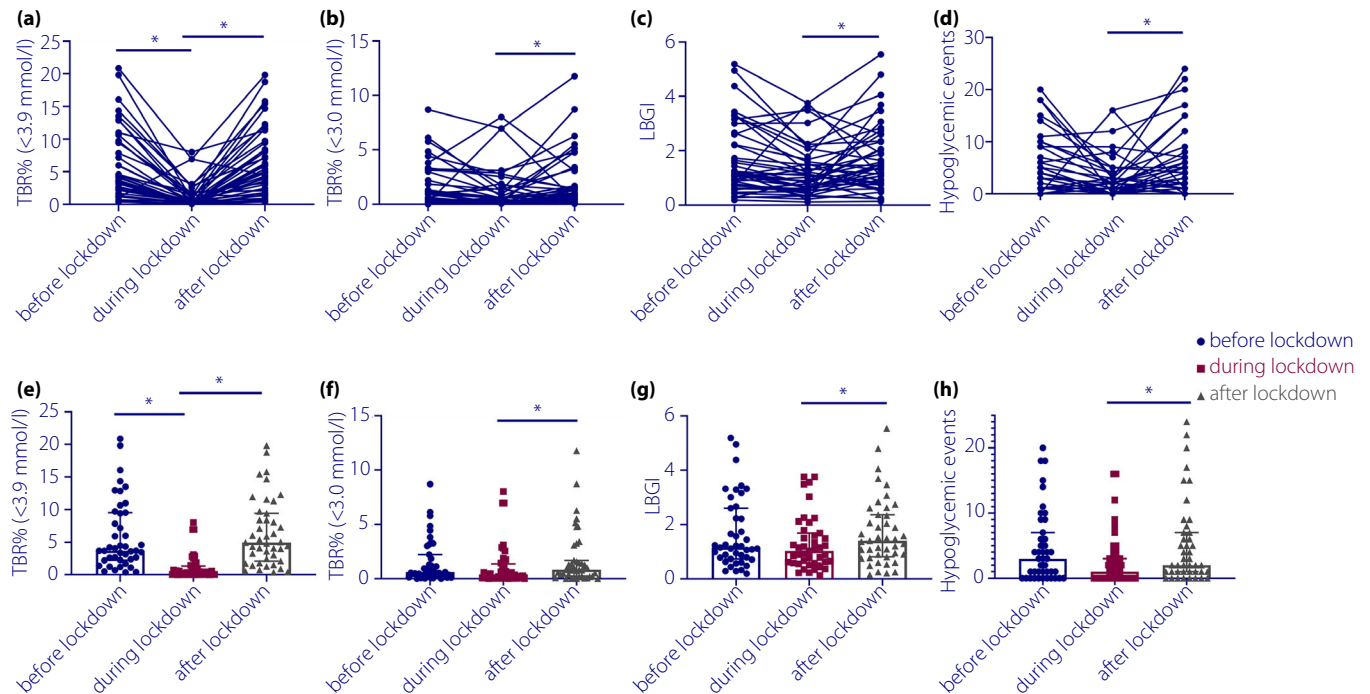 (a)
*
*
TBR% (<3.9 mmol/l)
25
20
15
10
5
0
before lockdown
during lockdown
after lockdown
(b)
*
TBR% (<3.0 mmol/l)
15
10
5
0
before lockdown
during lockdown
after lockdown
(c)
*
LBGI
6
4
2
0
before lockdown
during lockdown
after lockdown
(d)
*
Hypoglycemic events
30
20
10
0
before lockdown
during lockdown
after lockdown
before lockdown
during lockdown
after lockdown
(e)
*
*
TBR% (<3.9 mmol/l)
25
20
15
10
5
0
before lockdown
during lockdown
after lockdown
(f)
*
TBR% (<3.0 mmol/l)
15
10
5
0
before lockdown
during lockdown
after lockdown
(g)
*
LBGI
6
4
2
0
before lockdown
during lockdown
after lockdown
(h)
*
Hypoglycemic events
20
10
0
before lockdown
during lockdown
after lockdown